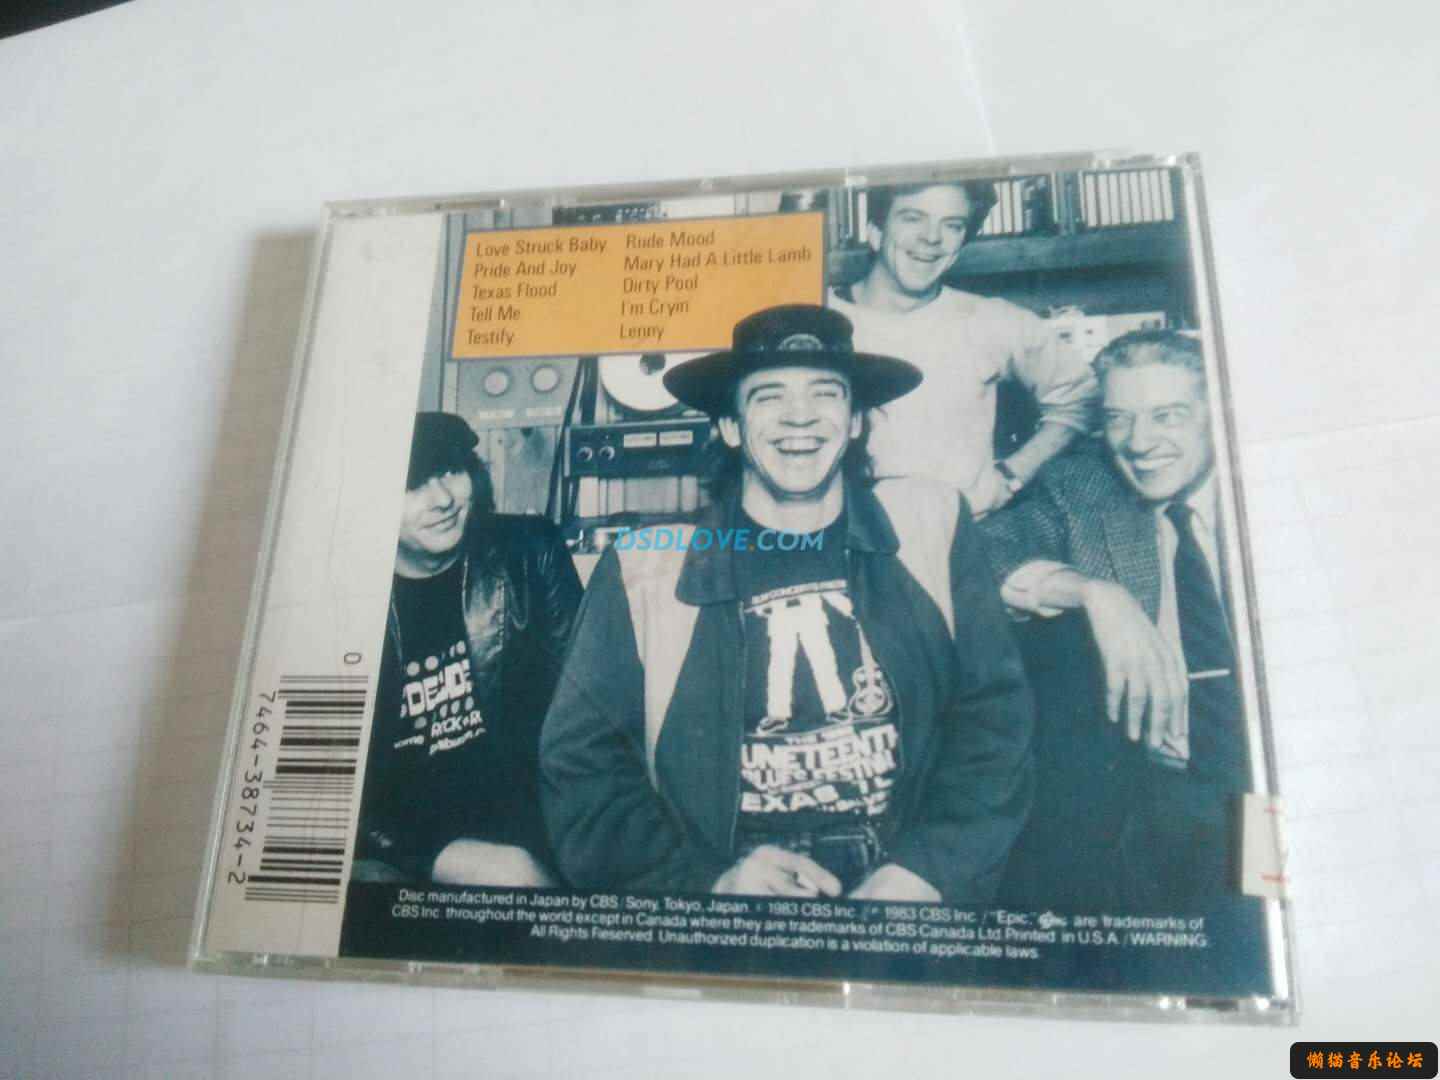 Love Struck Baby
Pride And Joy
Texas Flood
Tell Me
Testify
Rude Mood
Mary Had A Little Lamb
Dirty Pool
I'm Cryin
Lenny
DSDLOVE.COM
JUNETEENTH
BLUES FESTIVAL
TEXAS
0
7464-38734-2
Disc manufactured in Japan by CBS/Sony, Tokyo, Japan. © 1983 CBS Inc./℗ 1983 CBS Inc./"Epic," are trademarks of
CBS Inc. throughout the world except in Canada where they are trademarks of CBS Canada Ltd Printed in U.S.A./WARNING:
All Rights Reserved. Unauthorized duplication is a violation of applicable laws.
懒猫音乐论坛